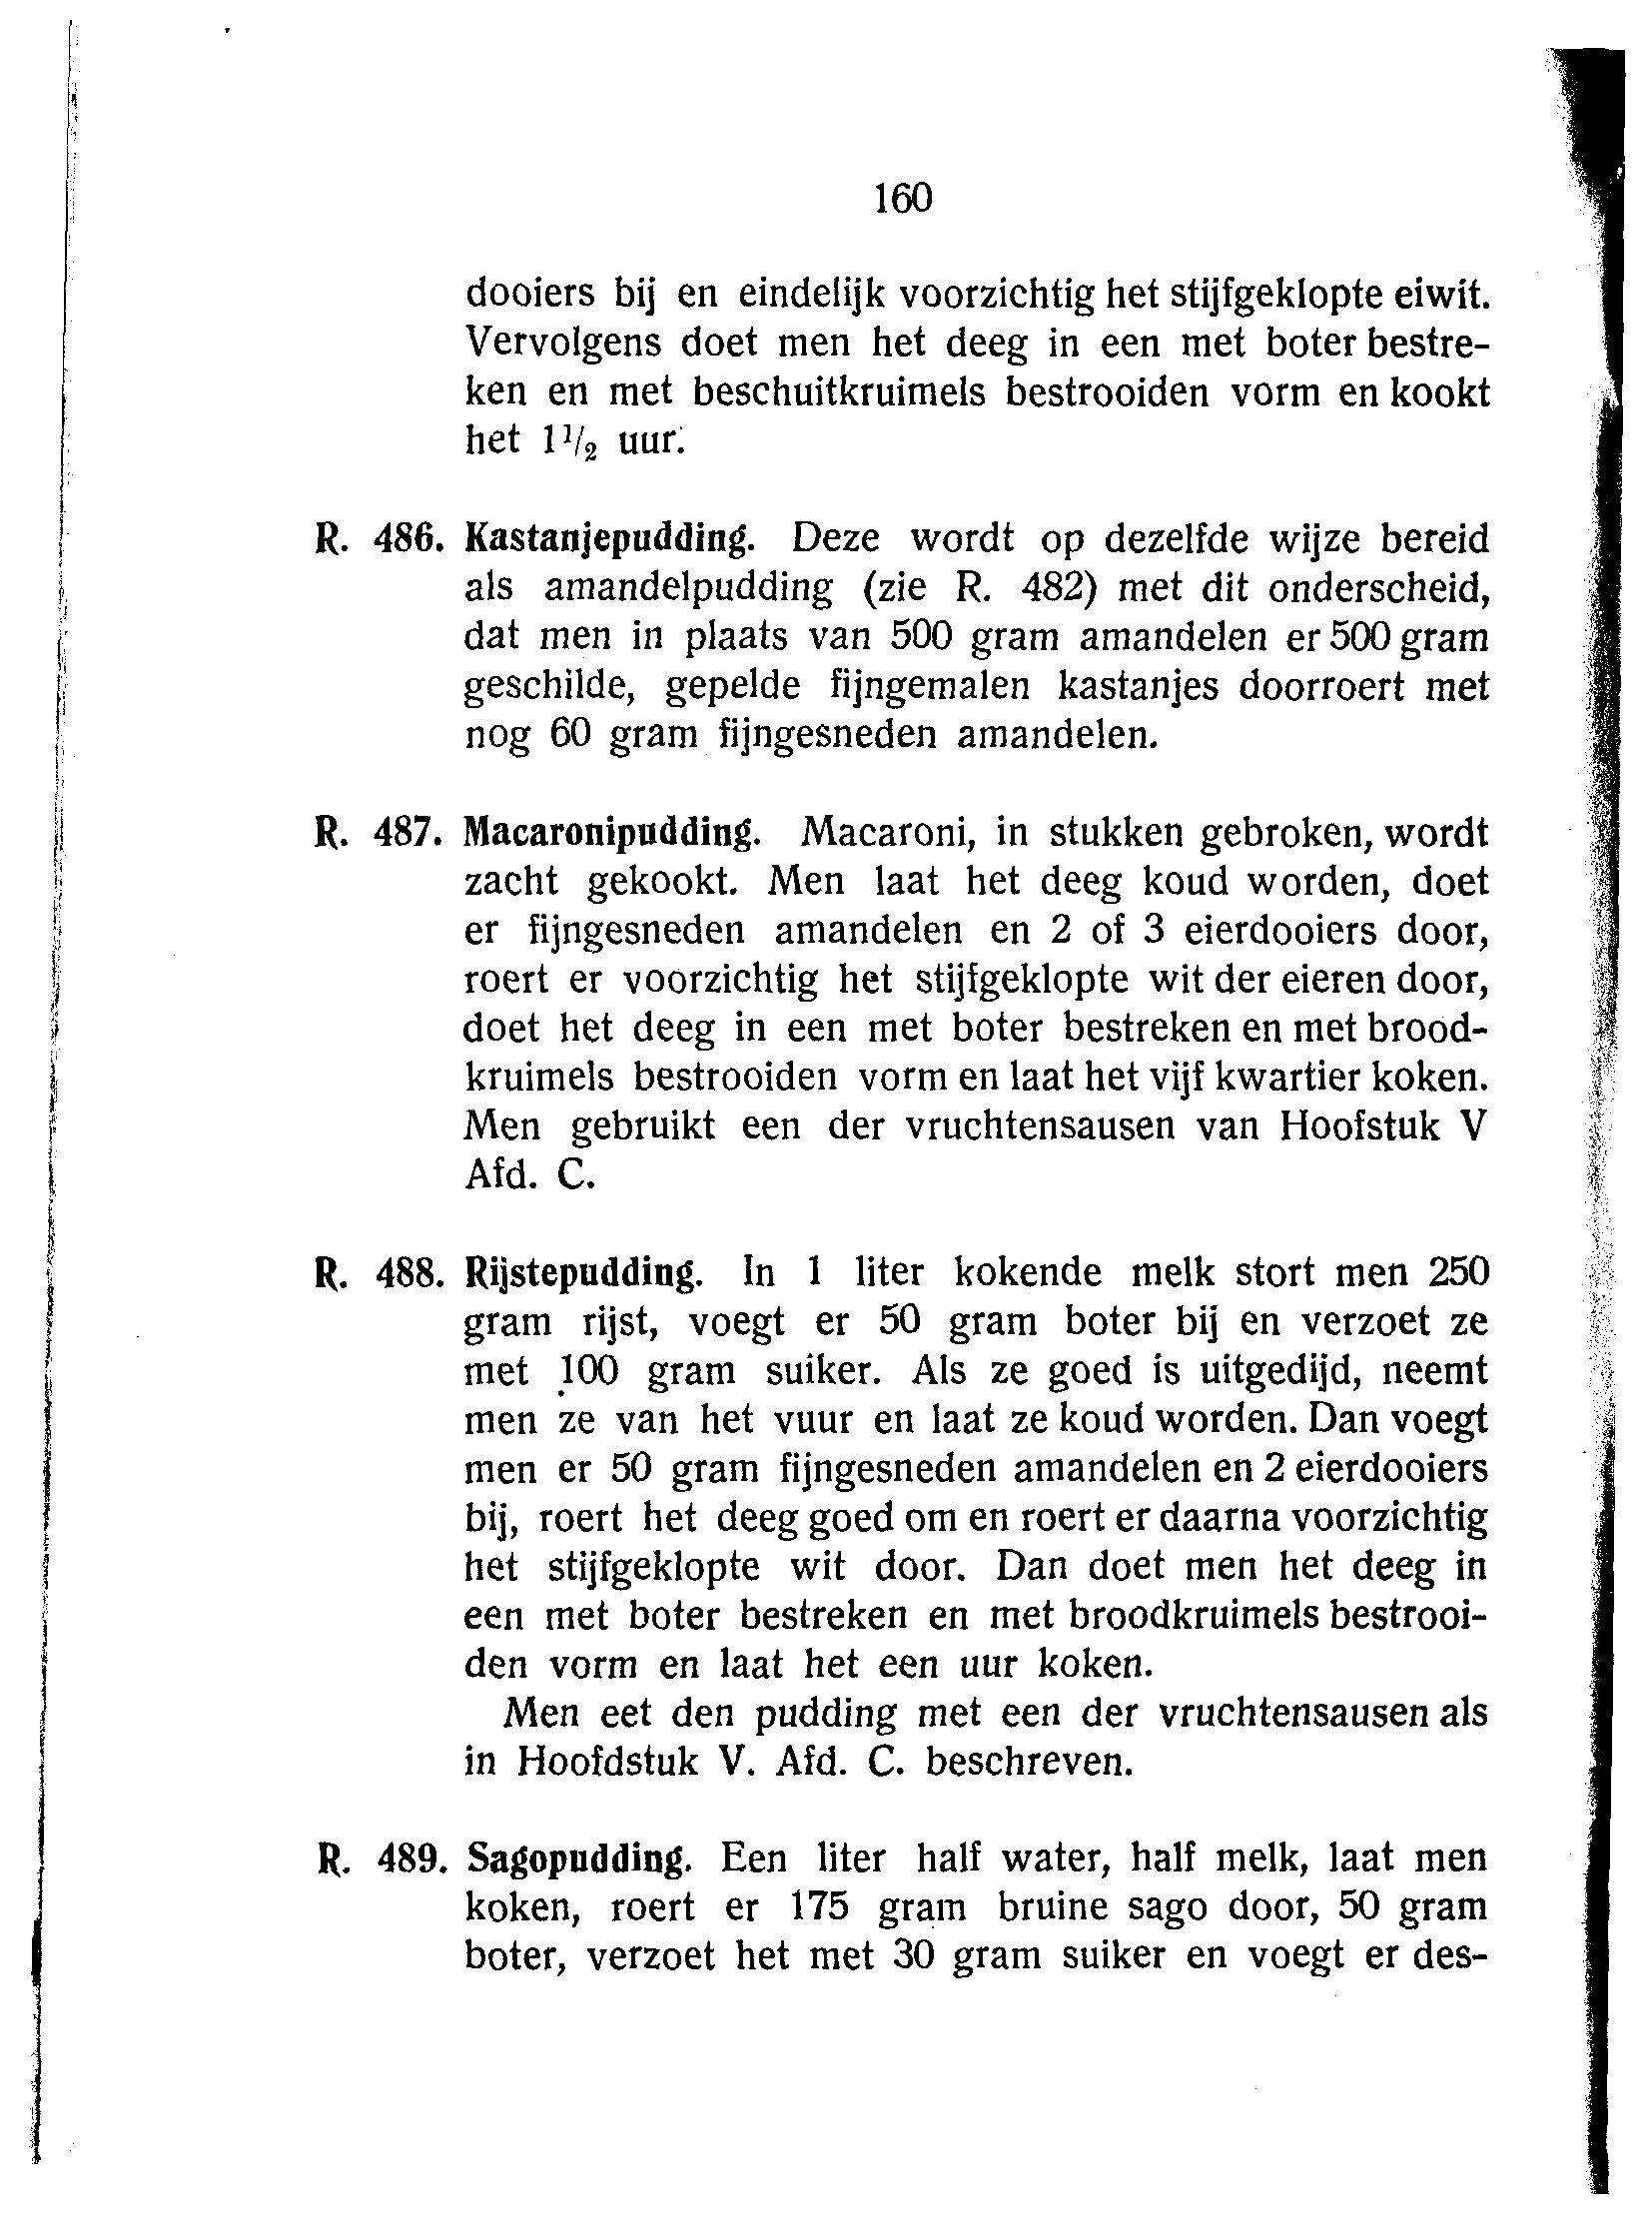 160
dooiers bij en eindelijk voorzichtig het stijfgeklopte eiwit.
Vervolgens doet men het deeg in een met boter bestre-
ken en met beschuitkruimels bestrooiden vorm en kookt
het 1½ uur.
R. 486. Kastanjepudding. Deze wordt op dezelfde wijze bereid
als amandelpudding (zie R. 482) met dit onderscheid,
dat men in plaats van 500 gram amandelen er 500 gram
geschilde, gepelde fijngemalen kastanjes doorroert met
nog 60 gram fijngesneden amandelen.
R. 487. Macaronipudding. Macaroni, in stukken gebroken, wordt
zacht gekookt. Men laat het deeg koud worden, doet
er fijngesneden amandelen en 2 of 3 eierdooiers door,
roert er voorzichtig het stijfgeklopte wit der eieren door,
doet het deeg in een met boter bestreken en met brood-
kruimels bestrooiden vorm en laat het vijf kwartier koken.
Men gebruikt een der vruchtensausen van Hoofstuk V
Afd. C.
R. 488. Rijstepudding. In 1 liter kokende melk stort men 250
gram rijst, voegt er 50 gram boter bij en verzoet ze
met 100 gram suiker. Als ze goed is uitgedijd, neemt
men ze van het vuur en laat ze koud worden. Dan voegt
men er 50 gram fijngesneden amandelen en 2 eierdooiers
bij, roert het deeg goed om en roert er daarna voorzichtig
het stijfgeklopte wit door. Dan doet men het deeg in
een met boter bestreken en met broodkruimels bestrooi-
den vorm en laat het een uur koken.
Men eet den pudding met een der vruchtensausen als
in Hoofdstuk V. Afd. C. beschreven.
R. 489. Sagopudding. Een liter half water, half melk, laat men
koken, roert er 175 gram bruine sago door, 50 gram
boter, verzoet het met 30 gram suiker en voegt er des-